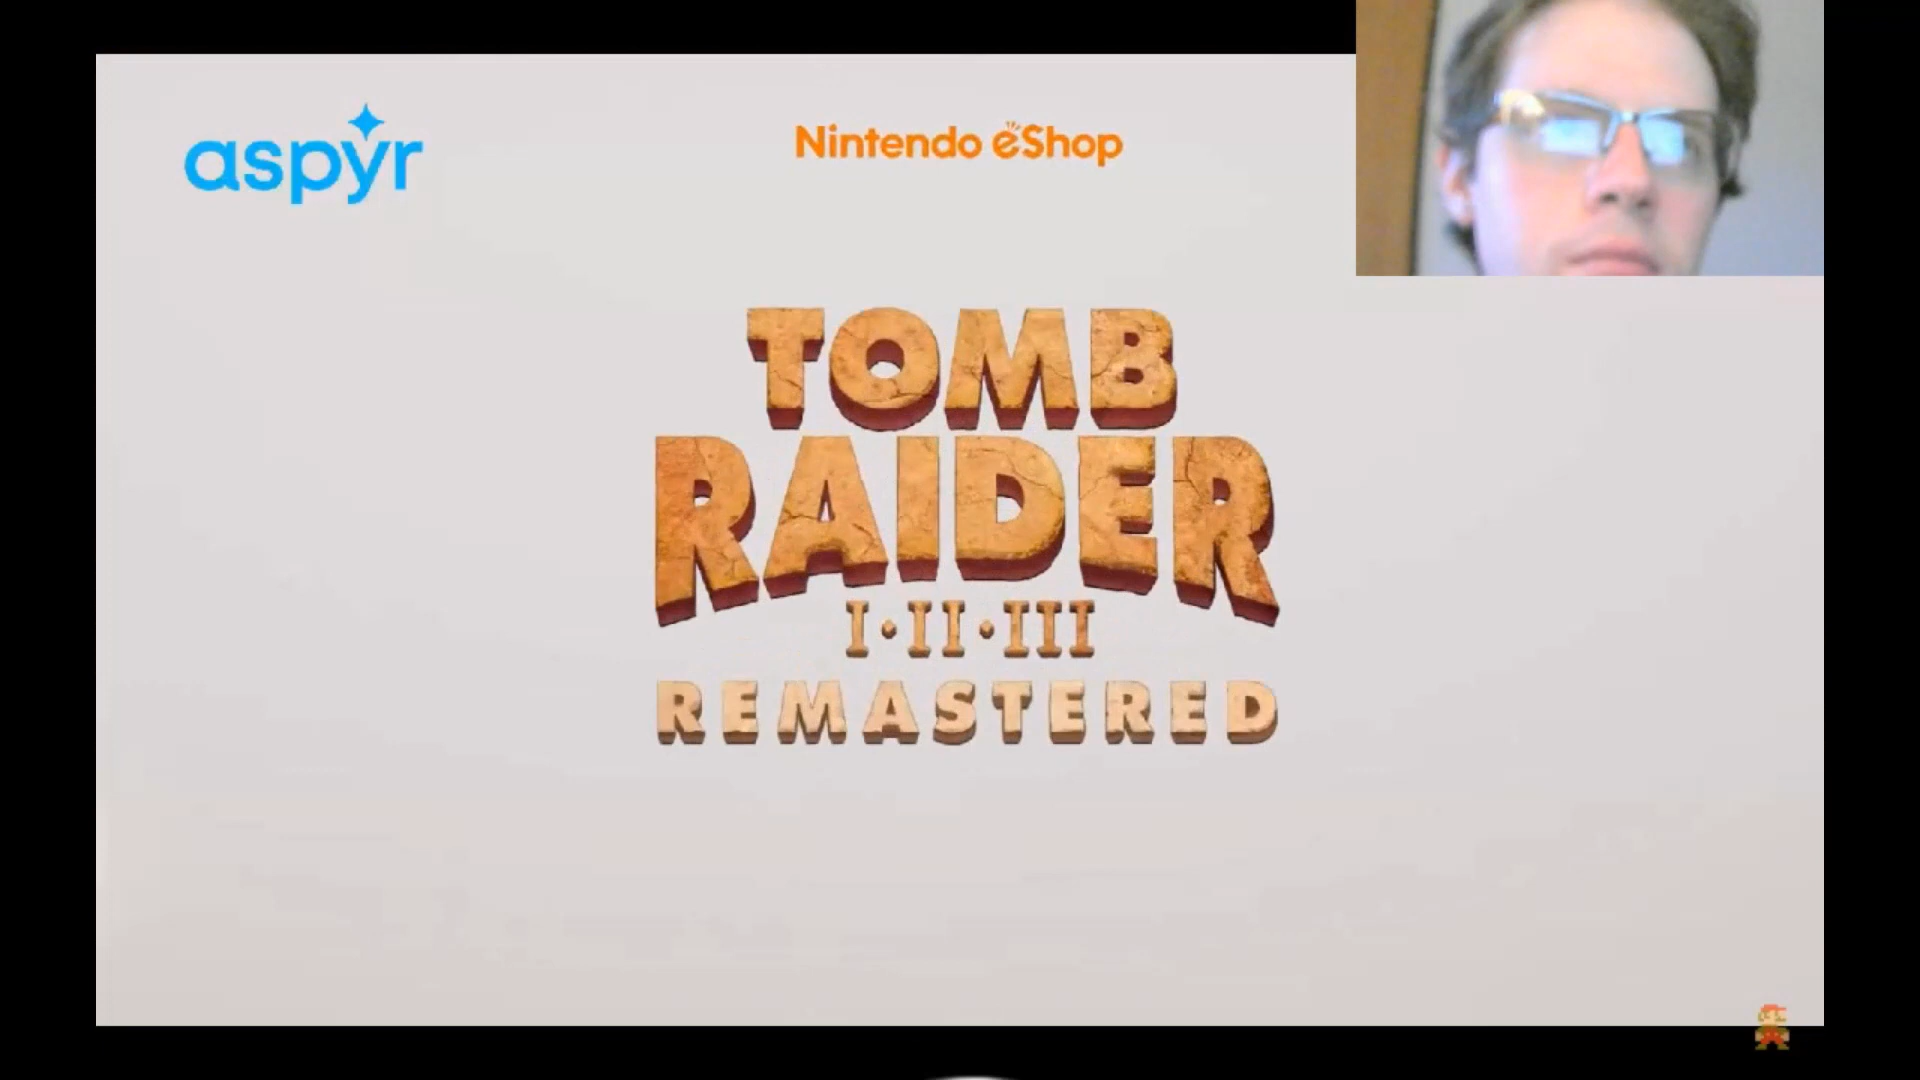 aspyr
Nintendo eShop
TOMB
RAIDER
I•II•III
REMASTERED